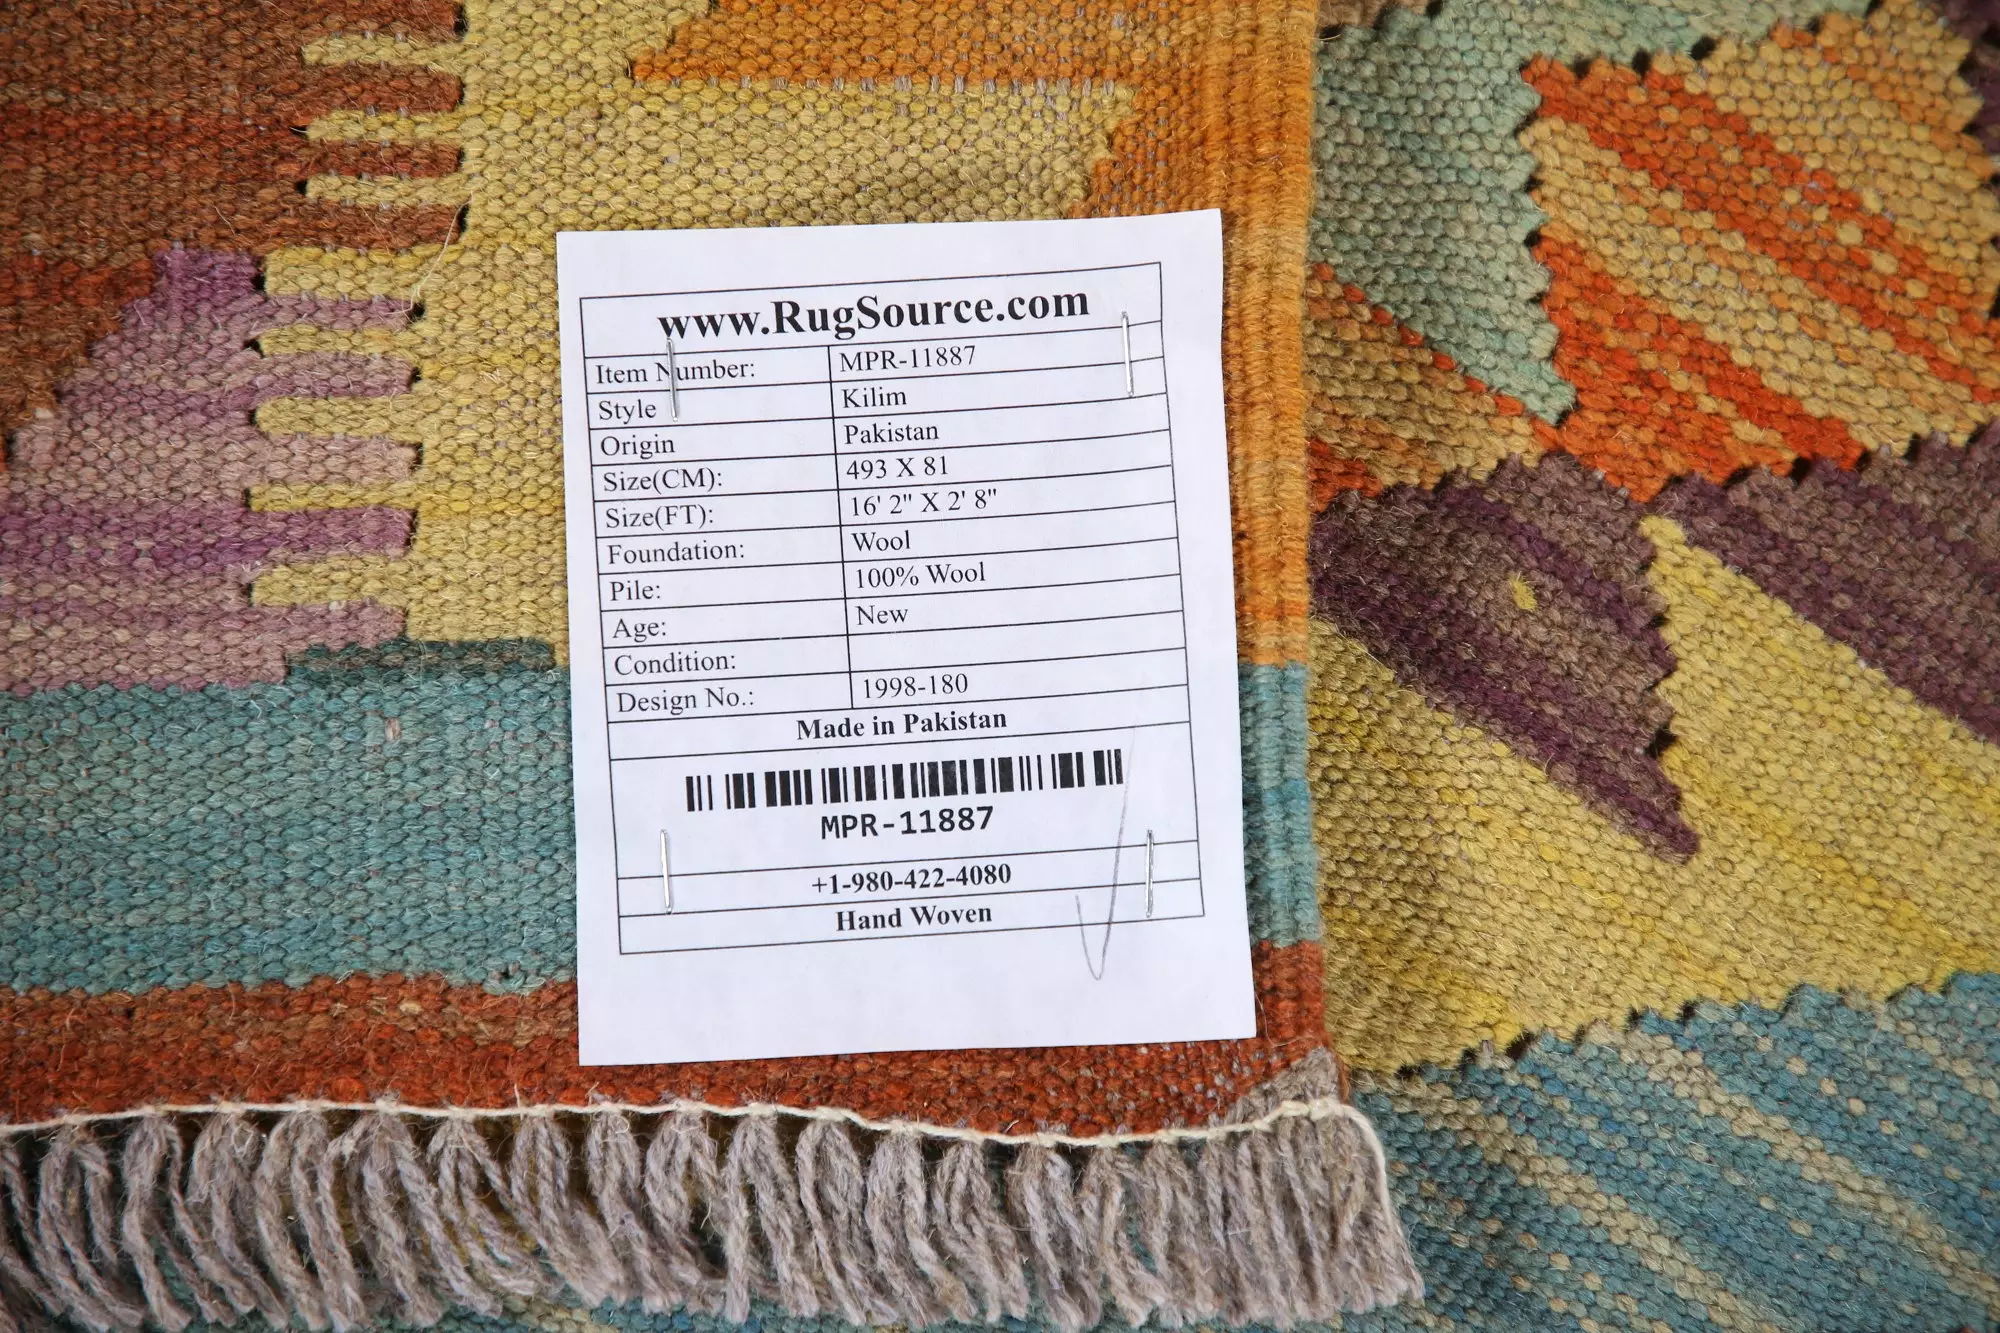 www.RugSource.com
Item Number: MPR-11887
Style Kilim
Origin Pakistan
Size(CM): 493 X 81
Size(FT): 16' 2" X 2' 8"
Foundation: Wool
Pile: 100% Wool
Age: New
Condition:
Design No.: 1998-180
Made in Pakistan
MPR-11887
+1-980-422-4080
Hand Woven